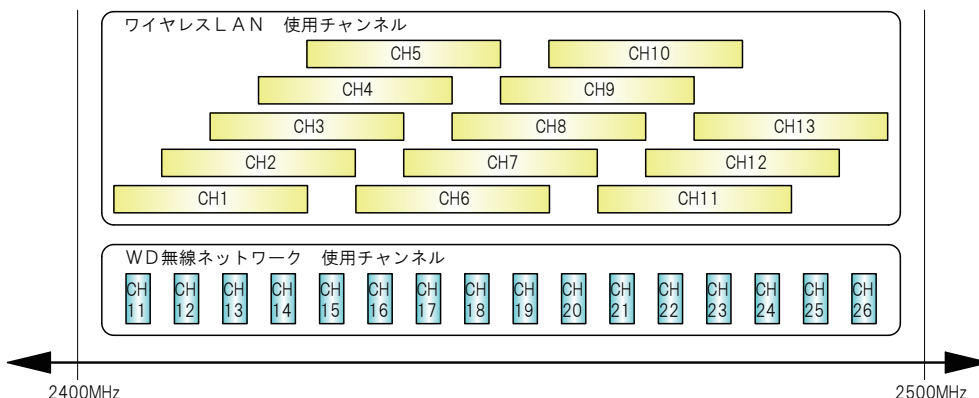 ワイヤレスＬＡＮ　使用チャンネル
CH5 CH10
CH4 CH9
CH3 CH8 CH13
CH2 CH7 CH12
CH1 CH6 CH11
ＷＤ無線ネットワーク　使用チャンネル
CH CH CH CH CH CH CH CH CH CH CH CH CH CH CH CH
11 12 13 14 15 16 17 18 19 20 21 22 23 24 25 26
2400MHz 2500MHz